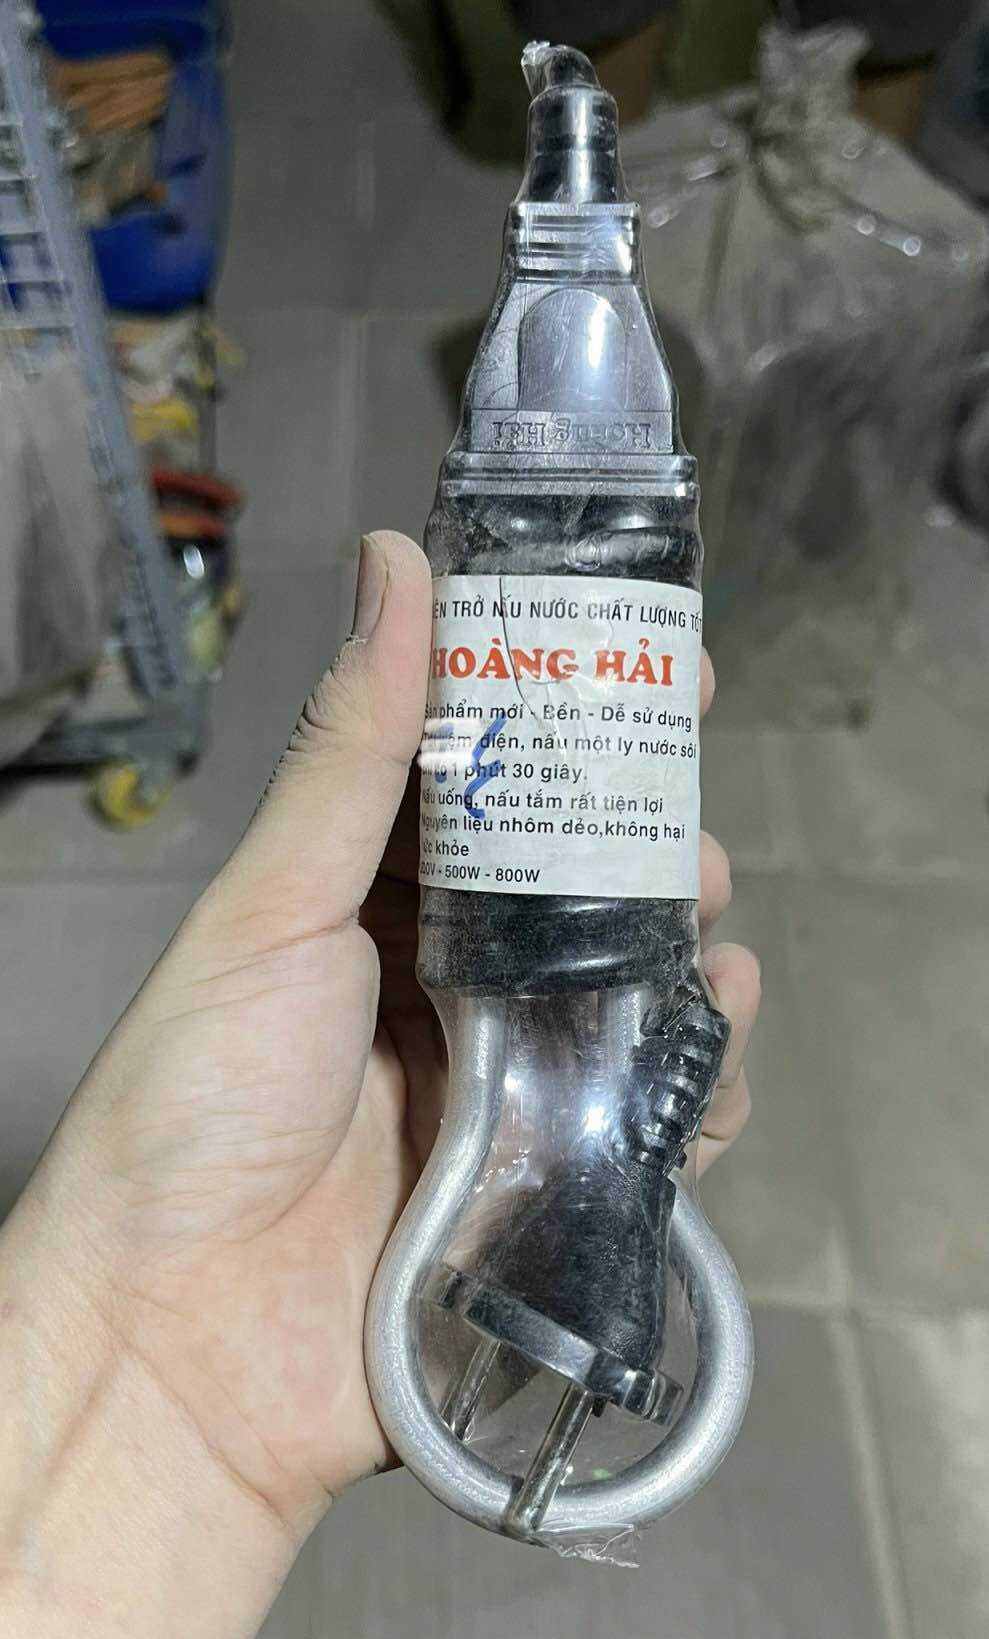 Hoàng Hải
TRỞ NẤU NƯỚC CHẤT LƯỢNG TỐT
HOÀNG HẢI
phẩm mới - Bền - Dễ sử dụng
điện, nấu một ly nước sôi
1 phút 30 giây.
Nấu uống, nấu tắm rất tiện lợi
Nguyên liệu nhôm dẻo,không hại
khỏe
- 500W - 800W